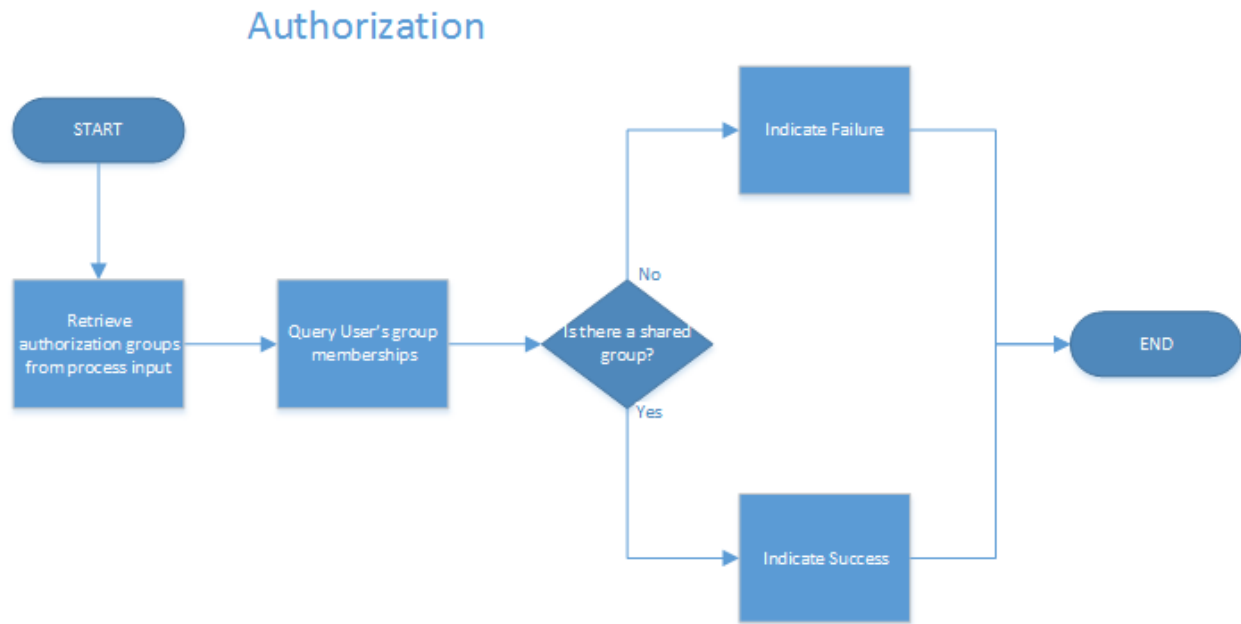 Authorization
START
Retrieve
authorization groups
from process input
Query User's group
memberships
Is there a shared
group?
No
Yes
Indicate Failure
Indicate Success
END